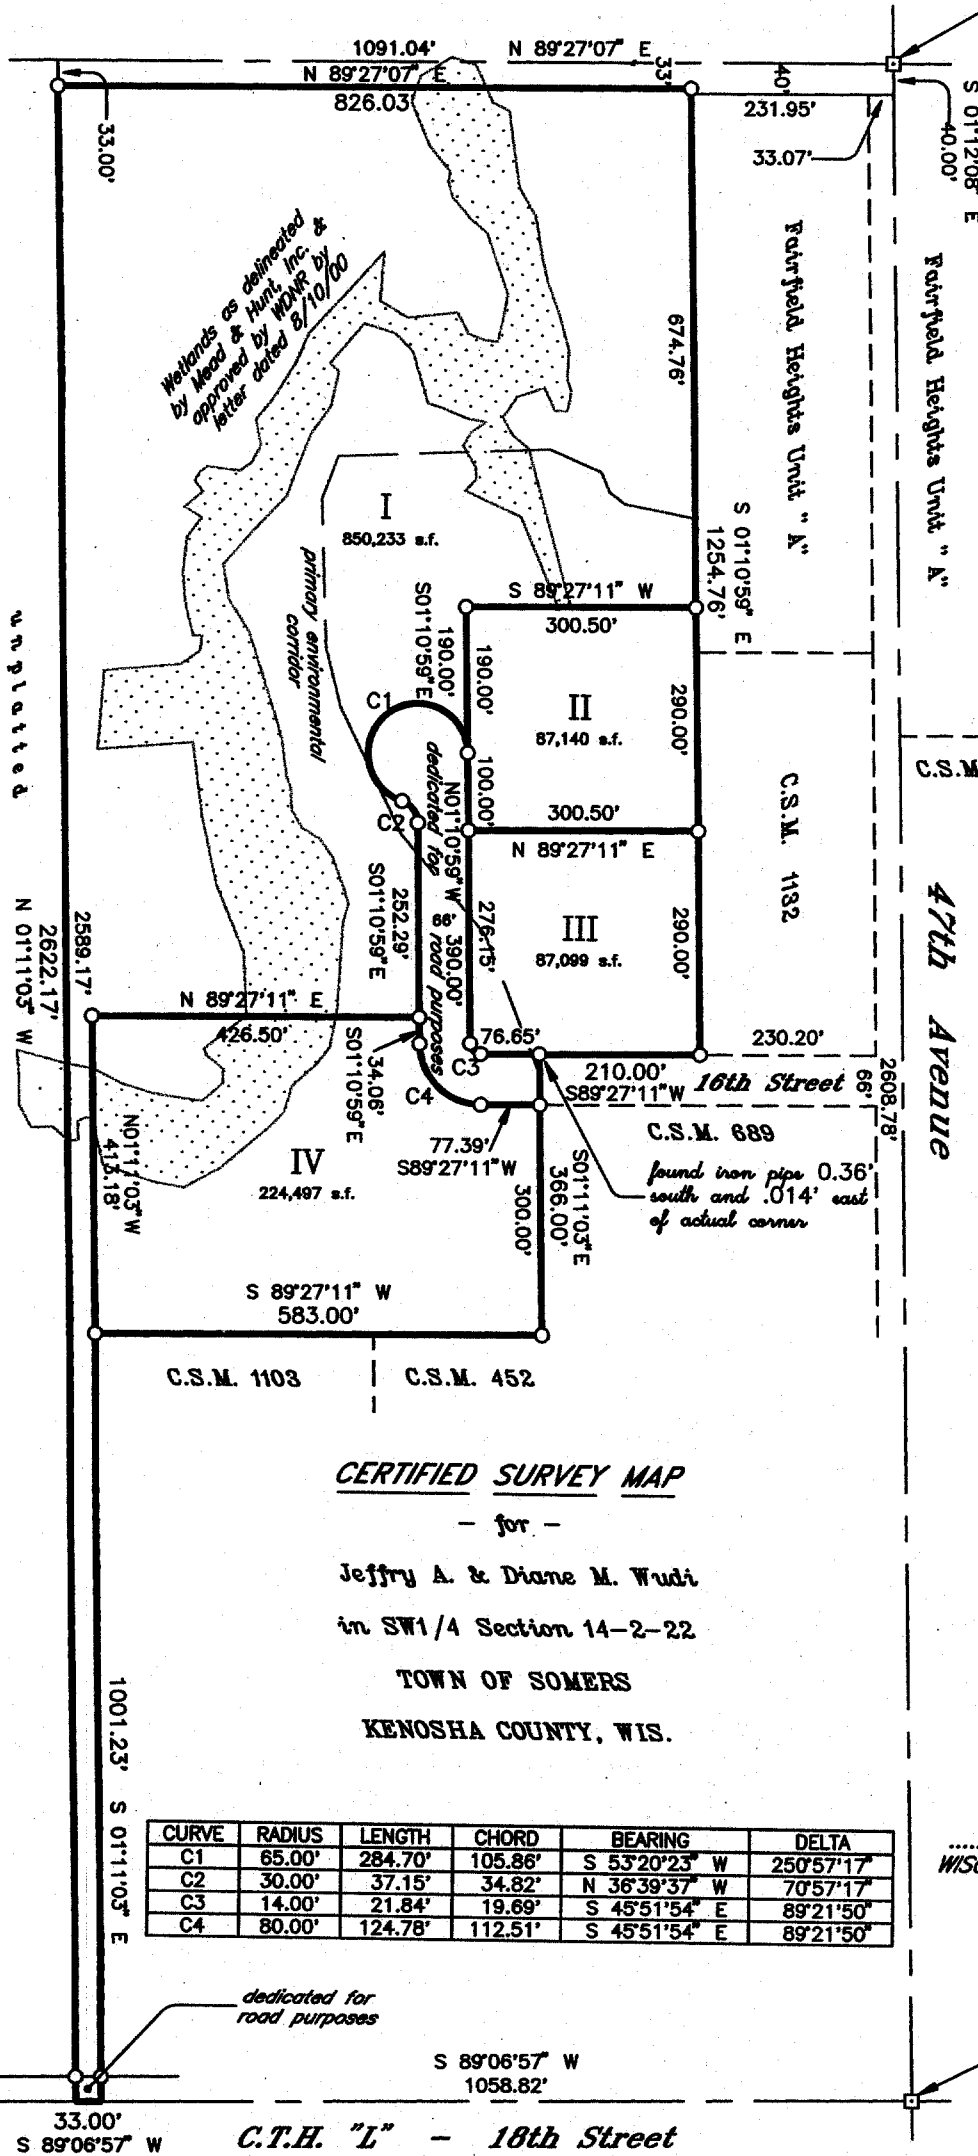 1091.04' N 89°27'07" E
N 89°27'07" E
826.03'
33'
33.00'
40'
231.95'
33.07'
40.00'
S 01°12'08" E
Wetlands as delineated
by Mead & Hunt, Inc. &
approved by WDNR by
letter dated 8/10/00
674.76'
Fairfield Heights Unit "A"
Fairfield Heights Unit "A"
I
850,233 s.f.
primary environmental
corridor
S 01°10'59" E
1254.76'
S 89°27'11" W
300.50'
S01°10'59"E
190.00'
190.00'
II
87,140 s.f.
290.00'
C1
C2
100.00'
300.50'
N 89°27'11" E
dedicated for
66' road purposes
N01°10'59"W
390.00'
276.15'
252.29'
S01°10'59"E
III
87,099 s.f.
290.00'
C.S.M. 1132
C.S.M.
47th Avenue
unplatted
2589.17'
2622.17'
N 01°11'03" W
N 89°27'11" E
426.50'
34.06'
S01°10'59"E
76.65'
C3
C4
210.00'
S89°27'11"W
230.20'
16th Street
66'
2608.78'
C.S.M. 689
77.39'
S89°27'11"W
found iron pipe 0.36'
south and .014' east
of actual corner
N01°11'03"W
413.18'
IV
224,497 s.f.
300.00'
S01°11'03"E
366.00'
S 89°27'11" W
583.00'
C.S.M. 1103
C.S.M. 452
CERTIFIED SURVEY MAP
- for -
Jeffry A. & Diane M. Wudi
in SW1/4 Section 14-2-22
TOWN OF SOMERS
KENOSHA COUNTY, WIS.
1001.23' S 01°11'03" E
CURVE RADIUS LENGTH CHORD BEARING DELTA
C1 65.00' 284.70' 105.86' S 53°20'23" W 250°57'17"
C2 30.00' 37.15' 34.82' N 36°39'37" W 70°57'17"
C3 14.00' 21.84' 19.69' S 45°51'54" E 89°21'50"
C4 80.00' 124.78' 112.51' S 45°51'54" E 89°21'50"
dedicated for
road purposes
S 89°06'57" W
1058.82'
33.00'
S 89°06'57" W
C.T.H. "L" - 18th Street